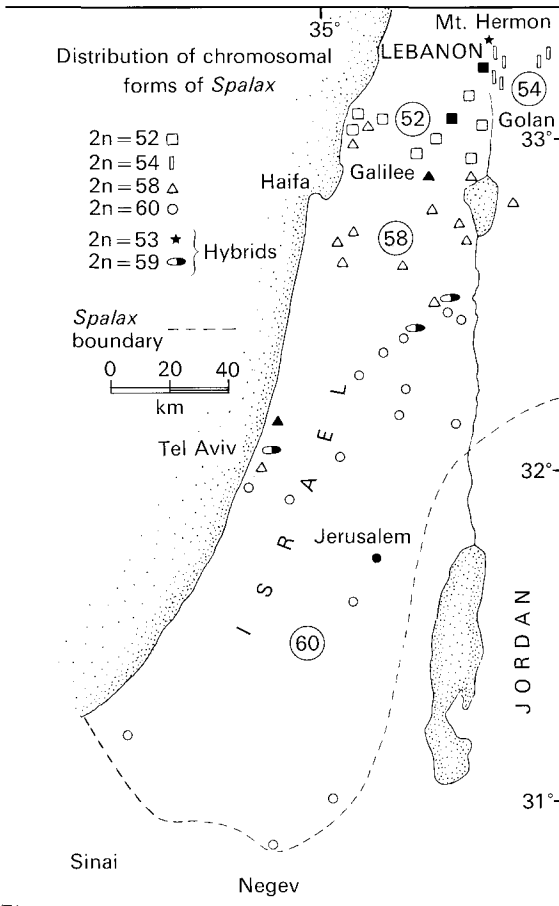 35°
Mt. Hermon
LEBANON
Distribution of chromosomal
forms of Spalax
54
52
Golan
33°
2n = 52
2n = 54
2n = 58
2n = 60
2n = 53
2n = 59
Hybrids
Haifa
Galilee
58
Spalax
boundary
0 20 40
km
Tel Aviv
32°
ISRAEL
Jerusalem
60
JORDAN
31°
Sinai
Negev